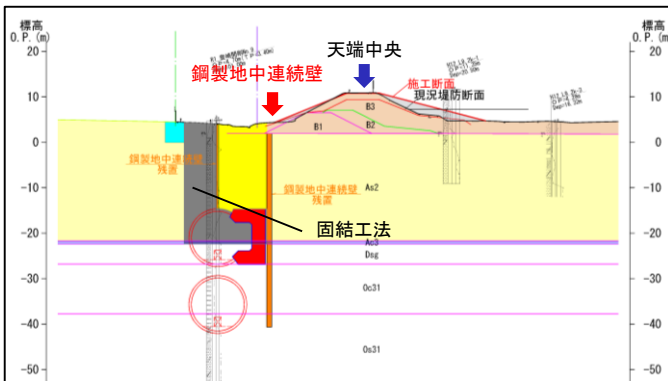 標高
O.P.(m)
標高
O.P.(m)
天端中央
鋼製地中連続壁
施工断面
現況堤防断面
20
10
0
-10
-20
-30
-40
-50
20
10
0
-10
-20
-30
-40
-50
B3
B1
B2
鋼製地中連続壁
残置
鋼製地中連続壁
残置
As2
固結工法
Ac3
Dsg
Oc31
Os31